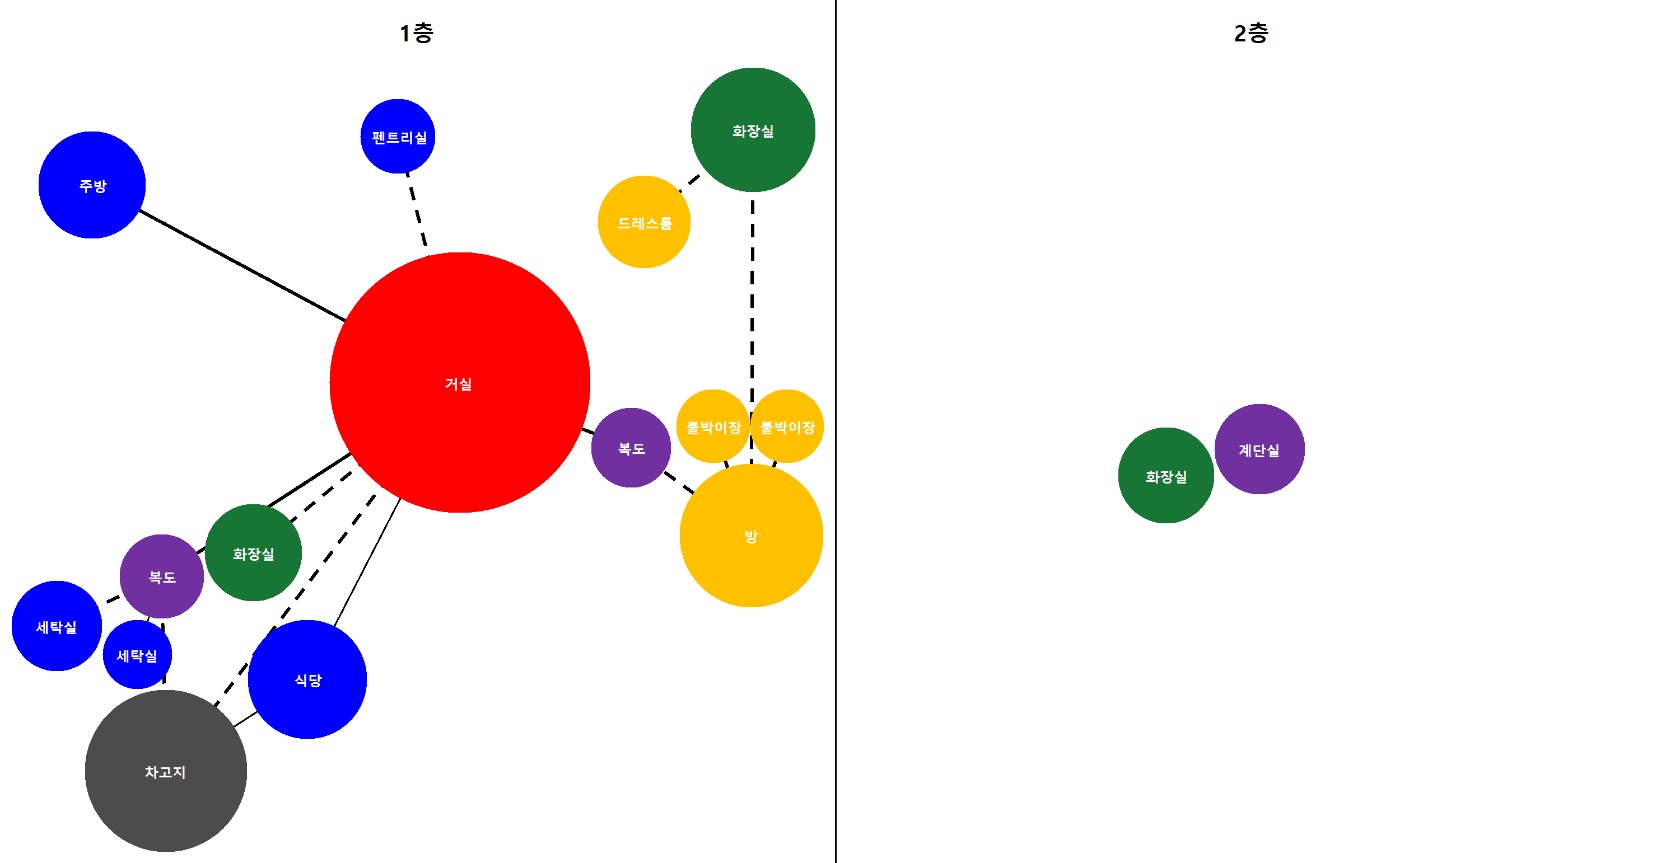 1층
2층
화장실
펜트리실
주방
드레스룸
거실
붙박이장
붙박이장
복도
계단실
화장실
방
화장실
복도
세탁실
세탁실
식당
차고지